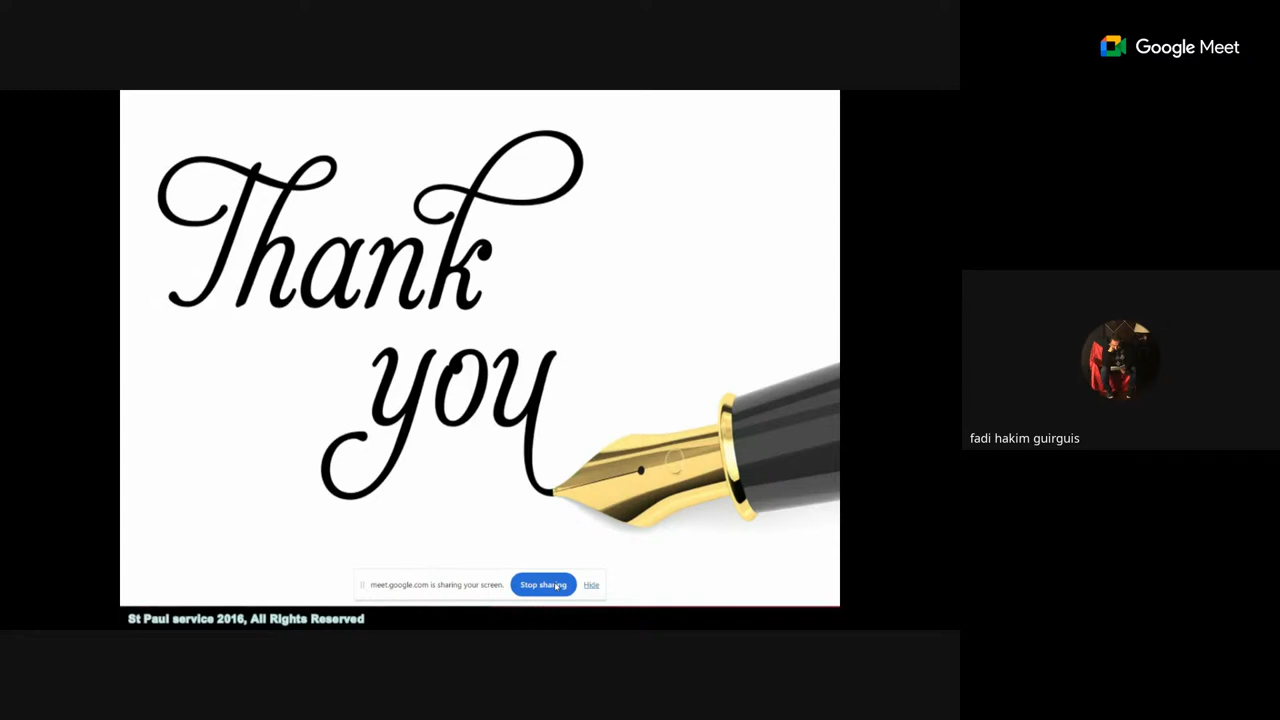 Google Meet
Thank
you
fadi hakim guirguis
meet.google.com is sharing your screen. Stop sharing Hide
St Paul service 2016, All Rights Reserved